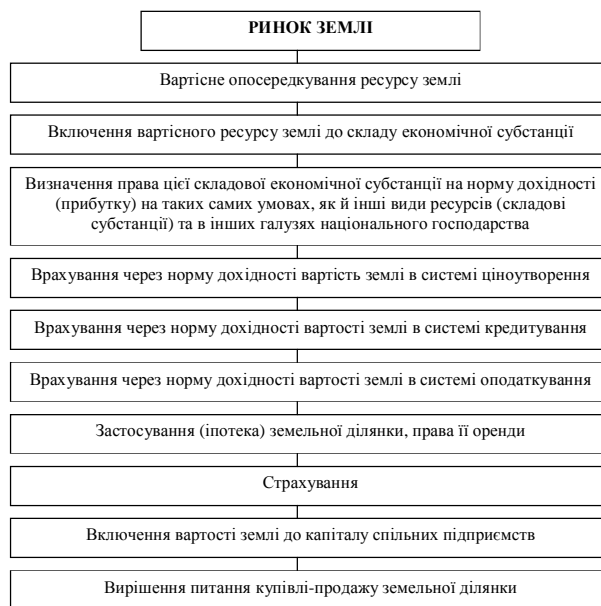 РИНОК ЗЕМЛІ
Вартісне опосередкування ресурсу землі
Включення вартісного ресурсу землі до складу економічної субстанції
Визначення права цієї складової економічної субстанції на норму дохідності
(прибутку) на таких самих умовах, як й інші види ресурсів (складові
субстанції) та в інших галузях національного господарства
Врахування через норму дохідності вартість землі в системі ціноутворення
Врахування через норму дохідності вартості землі в системі кредитування
Врахування через норму дохідності вартості землі в системі оподаткування
Застосування (іпотека) земельної ділянки, права її оренди
Страхування
Включення вартості землі до капіталу спільних підприємств
Вирішення питання купівлі-продажу земельної ділянки